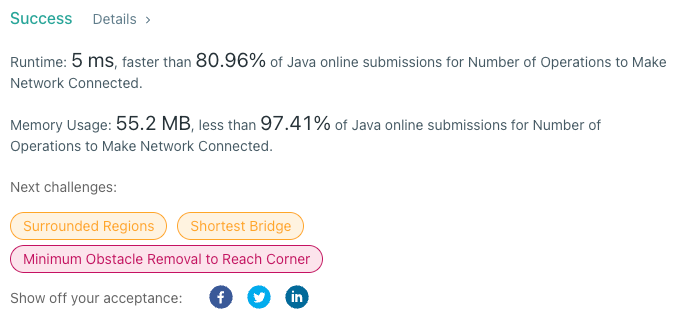 Success Details ›
Runtime: 5 ms, faster than 80.96% of Java online submissions for Number of Operations to Make
Network Connected.
Memory Usage: 55.2 MB, less than 97.41% of Java online submissions for Number of
Operations to Make Network Connected.
Next challenges:
Surrounded Regions Shortest Bridge
Minimum Obstacle Removal to Reach Corner
Show off your acceptance: f in